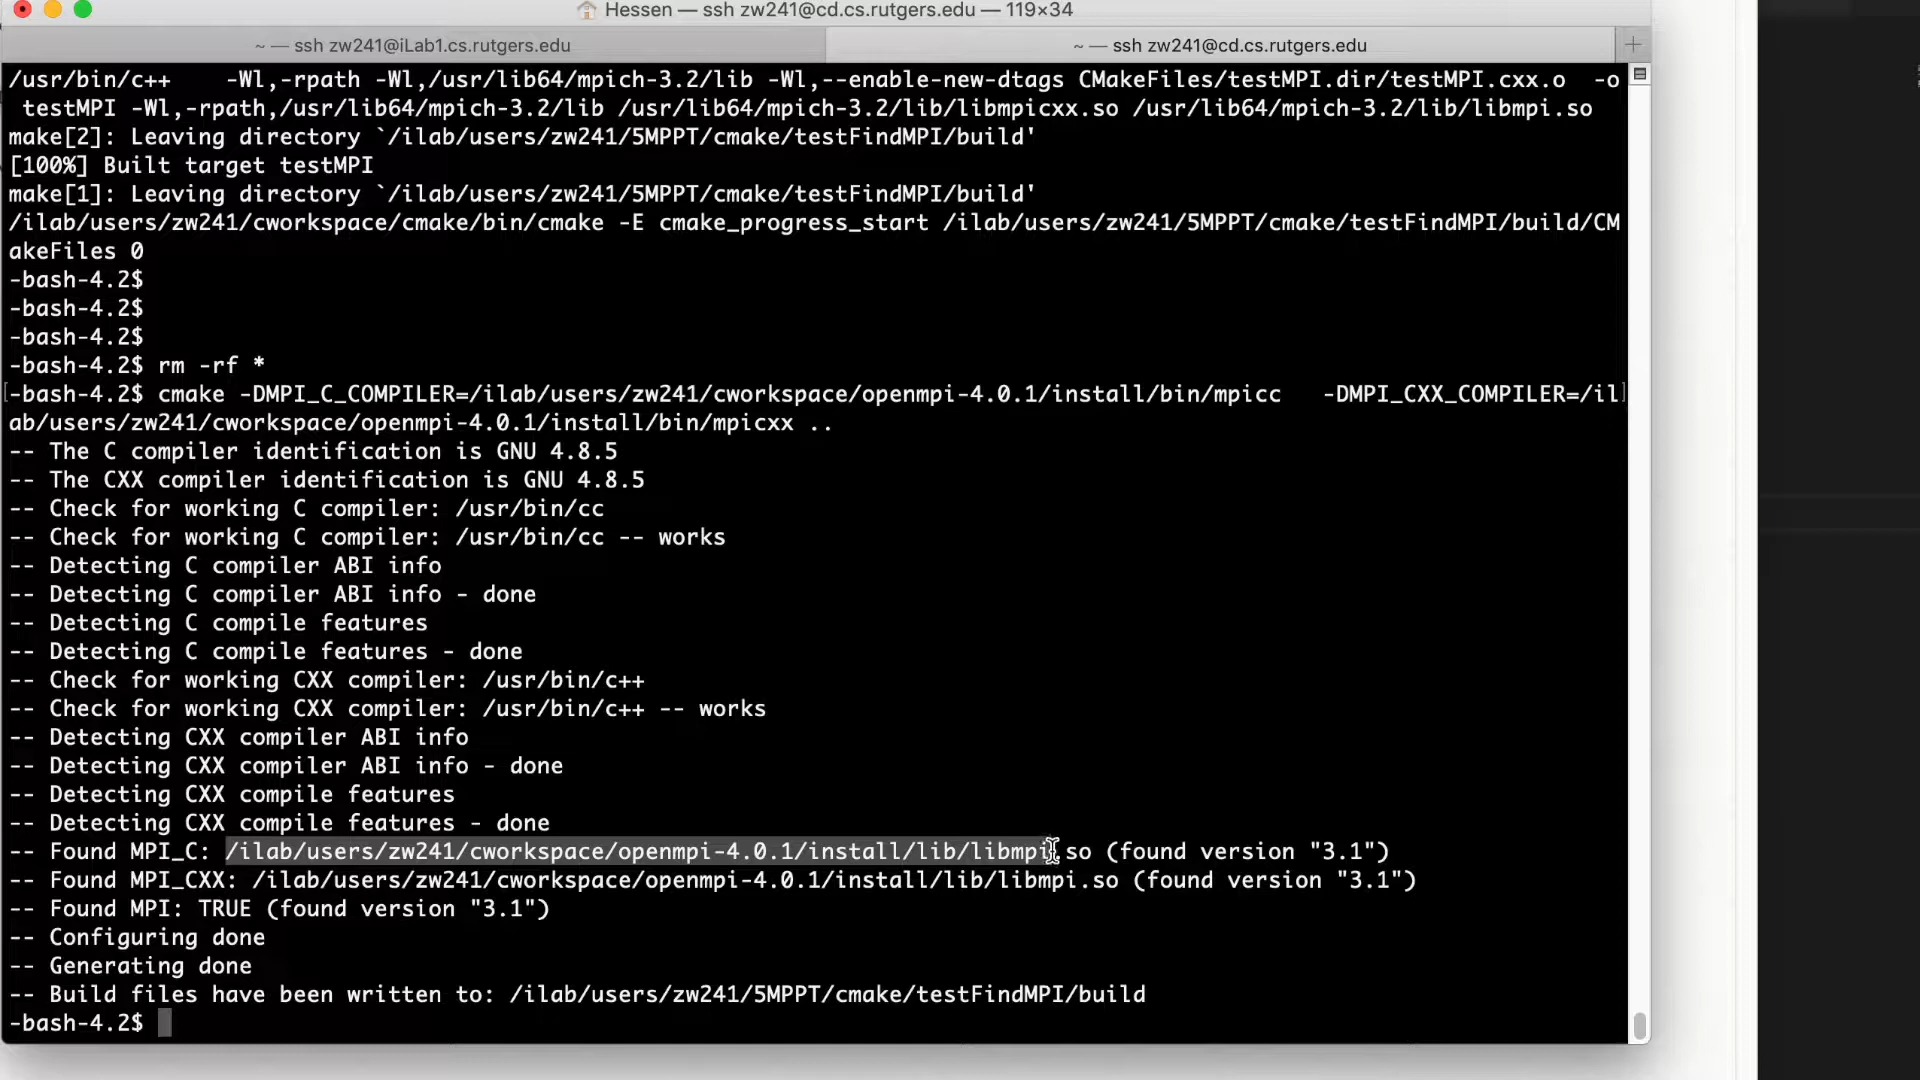 Hessen — ssh zw241@cd.cs.rutgers.edu — 119×34
~ — ssh zw241@iLab1.cs.rutgers.edu
~ — ssh zw241@cd.cs.rutgers.edu
/usr/bin/c++    -Wl,-rpath -Wl,/usr/lib64/mpich-3.2/lib -Wl,--enable-new-dtags CMakeFiles/testMPI.dir/testMPI.cxx.o  -o
 testMPI -Wl,-rpath,/usr/lib64/mpich-3.2/lib /usr/lib64/mpich-3.2/lib/libmpicxx.so /usr/lib64/mpich-3.2/lib/libmpi.so
make[2]: Leaving directory `/ilab/users/zw241/5MPPT/cmake/testFindMPI/build'
[100%] Built target testMPI
make[1]: Leaving directory `/ilab/users/zw241/5MPPT/cmake/testFindMPI/build'
/ilab/users/zw241/cworkspace/cmake/bin/cmake -E cmake_progress_start /ilab/users/zw241/5MPPT/cmake/testFindMPI/build/CM
akeFiles 0
-bash-4.2$
-bash-4.2$
-bash-4.2$
-bash-4.2$ rm -rf *
-bash-4.2$ cmake -DMPI_C_COMPILER=/ilab/users/zw241/cworkspace/openmpi-4.0.1/install/bin/mpicc   -DMPI_CXX_COMPILER=/il
ab/users/zw241/cworkspace/openmpi-4.0.1/install/bin/mpicxx ..
-- The C compiler identification is GNU 4.8.5
-- The CXX compiler identification is GNU 4.8.5
-- Check for working C compiler: /usr/bin/cc
-- Check for working C compiler: /usr/bin/cc -- works
-- Detecting C compiler ABI info
-- Detecting C compiler ABI info - done
-- Detecting C compile features
-- Detecting C compile features - done
-- Check for working CXX compiler: /usr/bin/c++
-- Check for working CXX compiler: /usr/bin/c++ -- works
-- Detecting CXX compiler ABI info
-- Detecting CXX compiler ABI info - done
-- Detecting CXX compile features
-- Detecting CXX compile features - done
-- Found MPI_C: /ilab/users/zw241/cworkspace/openmpi-4.0.1/install/lib/libmpi.so (found version "3.1")
-- Found MPI_CXX: /ilab/users/zw241/cworkspace/openmpi-4.0.1/install/lib/libmpi.so (found version "3.1")
-- Found MPI: TRUE (found version "3.1")
-- Configuring done
-- Generating done
-- Build files have been written to: /ilab/users/zw241/5MPPT/cmake/testFindMPI/build
-bash-4.2$